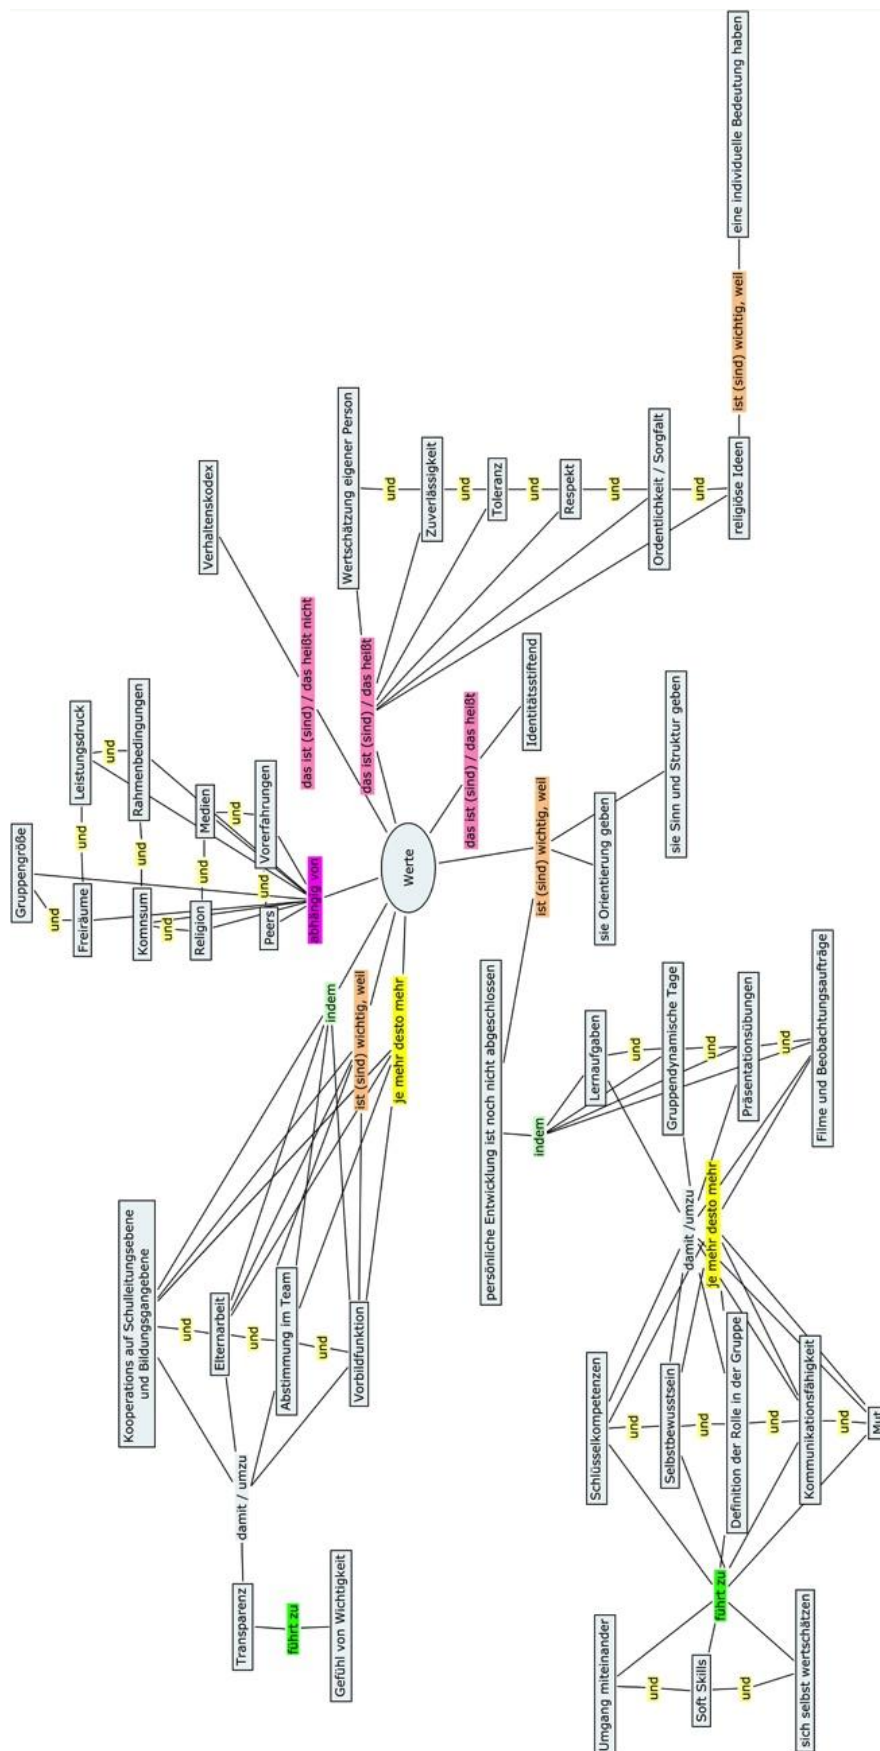 Kooperations auf Schulleitungsebene
und Bildungsgangebene
und
Elternarbeit
und
Abstimmung im Team
und
Vorbildfunktion
damit / umzu
Transparenz
führt zu
Gefühl von Wichtigkeit
indem
ist (sind) wichtig, weil
je mehr desto mehr
Gruppengröße
und
Freiräume
und
Leistungsdruck
und
Rahmenbedingungen
und
Komnsum
und
Religion
und
Medien
und
Vorerfahrungen
und
Peers
abhängig von
Werte
das ist (sind) / das heißt nicht
Verhaltenskodex
das ist (sind) / das heißt
Wertschätzung eigener Person
und
Zuverlässigkeit
und
Toleranz
und
Respekt
und
Ordentlichkeit / Sorgfalt
und
religiöse Ideen
ist (sind) wichtig, weil
eine individuelle Bedeutung haben
das ist (sind) / das heißt
Identitätsstiftend
ist (sind) wichtig, weil
sie Orientierung geben
sie Sinn und Struktur geben
persönliche Entwicklung ist noch nicht abgeschlossen
indem
Lernaufgaben
und
Gruppendynamische Tage
und
Präsentationsübungen
und
Filme und Beobachtungsaufträge
damit /umzu
je mehr desto mehr
Schlüsselkompetenzen
und
Selbstbewusstsein
und
Definition der Rolle in der Gruppe
und
Kommunikationsfähigkeit
und
Mut
führt zu
Umgang miteinander
und
Soft Skills
und
sich selbst wertschätzen